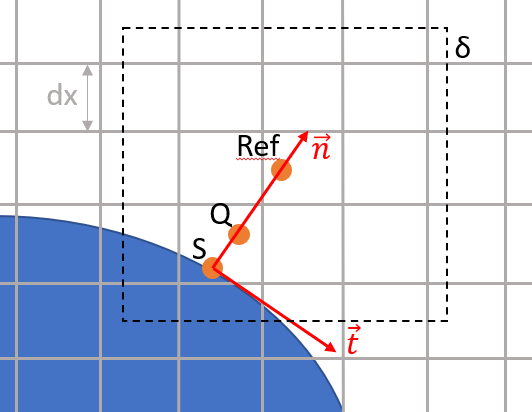 δ
dx
Ref
n⃗
Q
S
t⃗